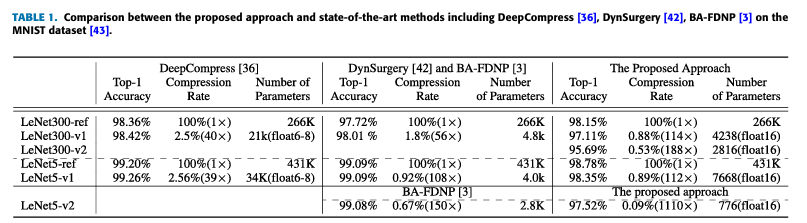 TABLE 1. Comparison between the proposed approach and state-of-the-art methods including DeepCompress [36], DynSurgery [42], BA-FDNP [3] on the
MNIST dataset [43].
DeepCompress [36] DynSurgery [42] and BA-FDNP [3] The Proposed Approach
Top-1 Compression Number of Top-1 Compression Number Top-1 Compression Number
Accuracy Rate Parameters Accuracy Rate of Parameters Accuracy Rate of Parameters
LeNet300-ref 98.36% 100%(1×) 266K 97.72% 100%(1×) 266K 98.15% 100%(1×) 266K
LeNet300-v1 98.42% 2.5%(40×) 21k(float6-8) 98.01 % 1.8%(56×) 4.8k 97.11% 0.88%(114×) 4238(float16)
LeNet300-v2 95.69% 0.53%(188×) 2816(float16)
LeNet5-ref 99.20% 100%(1×) 431K 99.09% 100%(1×) 431K 98.78% 100%(1×) 431K
LeNet5-v1 99.26% 2.56%(39×) 34K(float6-8) 99.09% 0.92%(108×) 4.0k 98.35% 0.89%(112×) 7668(float16)
BA-FDNP [3] The proposed approach
LeNet5-v2 99.08% 0.67%(150×) 2.8K 97.52% 0.09%(1110×) 776(float16)